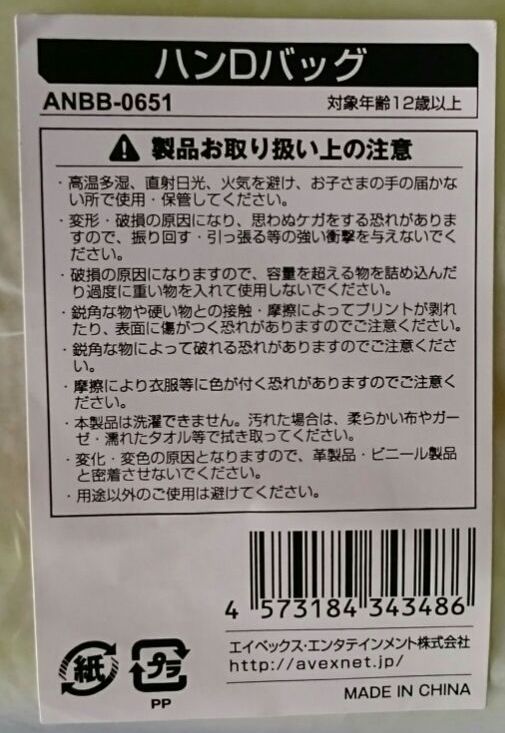 ハンDバッグ
ANBB-0651 対象年齢12歳以上
製品お取り扱い上の注意
・高温多湿、直射日光、火気を避け、お子さまの手の届かな
い所で使用・保管してください。
・変形・破損の原因になり、思わぬケガをする恐れがありま
すので、振り回す・引っ張る等の強い衝撃を与えないでく
ださい。
・破損の原因になりますので、容量を超える物を詰め込んだ
り過度に重い物を入れて使用しないでください。
・鋭角な物や硬い物との接触・摩擦によってプリントが剥れ
たり、表面に傷がつく恐れがありますのでご注意ください。
・鋭角な物によって破れる恐れがありますのでご注意くださ
い。
・摩擦により衣服等に色が付く恐れがありますのでご注意く
ださい。
・本製品は洗濯できません。汚れた場合は、柔らかい布やガー
ゼ・濡れたタオル等で拭き取ってください。
・変化・変色の原因となりますので、革製品・ビニール製品
と密着させないでください。
・用途以外のご使用は避けてください。
4 573184 343486
エイベックス・エンタテインメント株式会社
http://avexnet.jp/
紙 プラ
PP
MADE IN CHINA